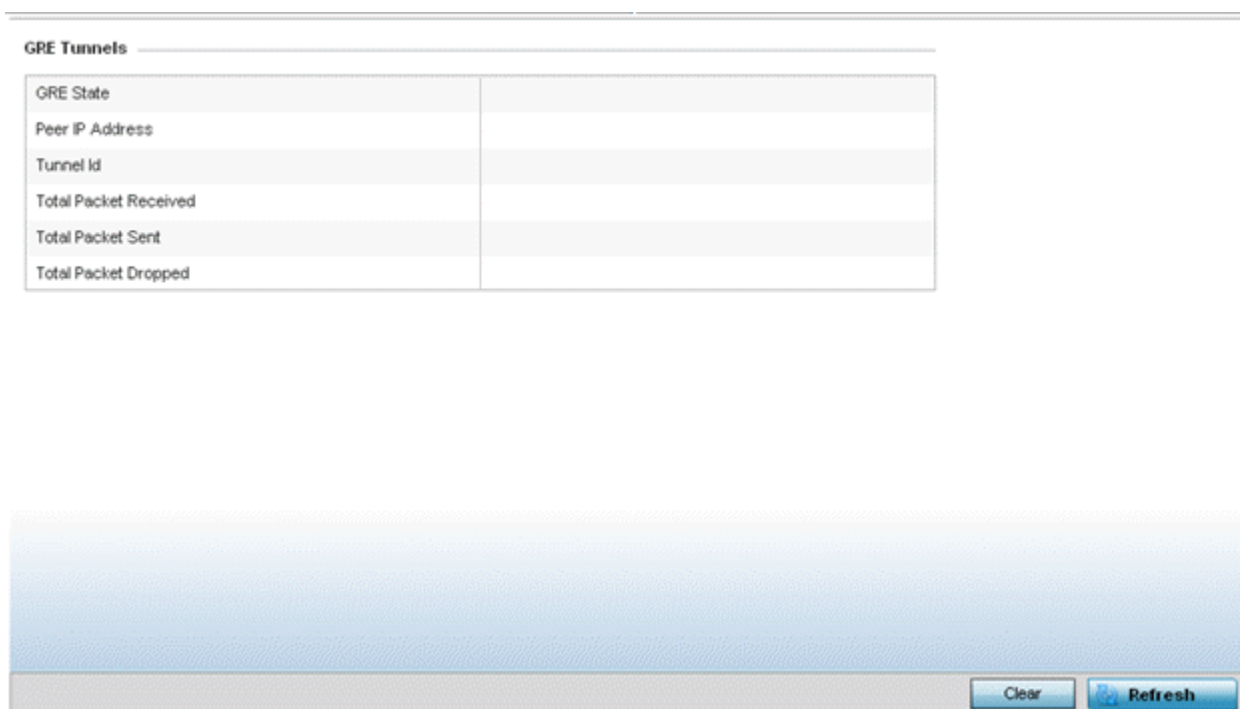 GRE Tunnels
GRE State
Peer IP Address
Tunnel Id
Total Packet Received
Total Packet Sent
Total Packet Dropped
Clear
Refresh